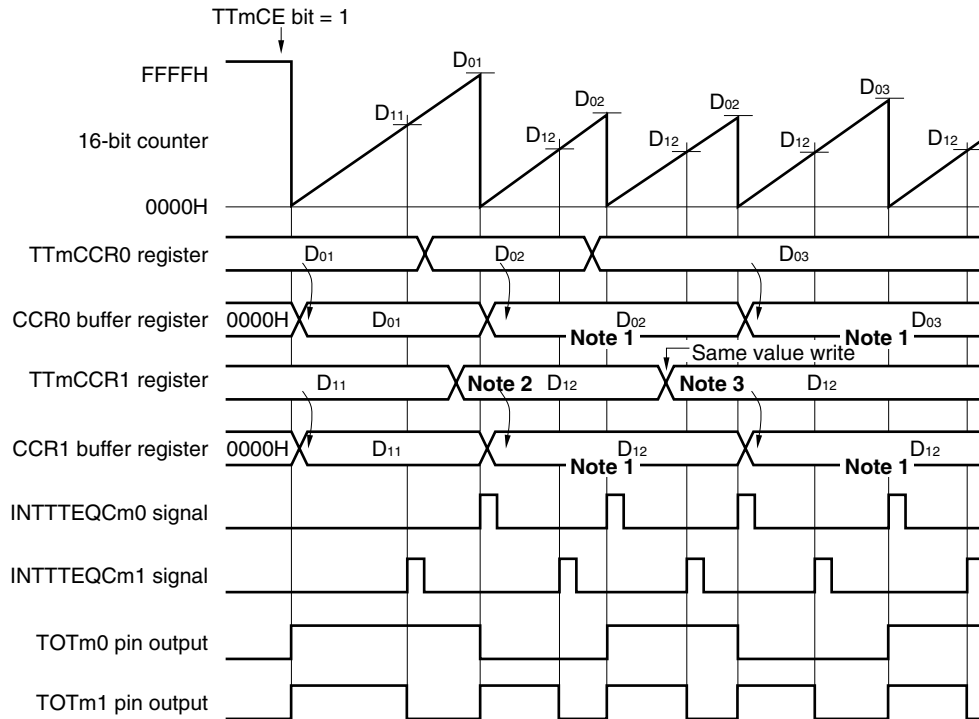 TTmCE bit = 1
FFFFH
16-bit counter
0000H
D11
D01
D12
D02
D12
D02
D12
D03
D12
TTmCCR0 register
D01
D02
D03
CCR0 buffer register
0000H
D01
D02
D03
Note 1
Note 1
Same value write
TTmCCR1 register
D11
Note 2
D12
Note 3
D12
CCR1 buffer register
0000H
D11
D12
D12
Note 1
Note 1
INTTTEQCm0 signal
INTTTEQCm1 signal
TOTm0 pin output
TOTm1 pin output